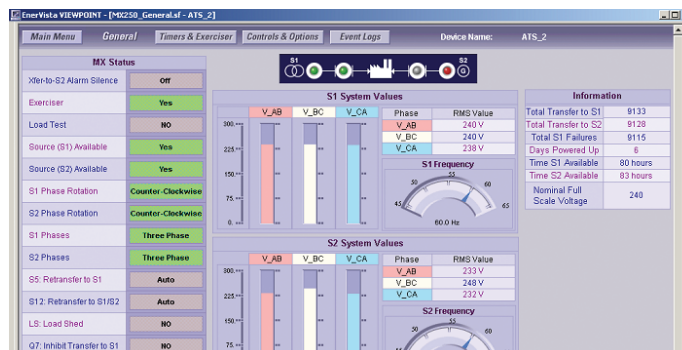 EnerVista VIEWPOINT - [MX250_General.sf - ATS_2]
Main Menu General Timers & Exerciser Controls & Options Event Logs Device Name: ATS_2
MX Status
Xfer-to-S2 Alarm Silence Off
Exerciser Yes
Load Test NO
Source (S1) Available Yes
Source (S2) Available Yes
S1 Phase Rotation Counter-Clockwise
S2 Phase Rotation Counter-Clockwise
S1 Phases Three Phase
S2 Phases Three Phase
S5: Retransfer to S1 Auto
S12: Retransfer to S1/S2 Auto
LS: Load Shed NO
Q7: Inhibit Transfer to S1 NO
S1 S2
G
S1 System Values
V_AB V_BC V_CA
300.
225.
150.
75.
0.
Phase RMS Value
V_AB 240 V
V_BC 240 V
V_CA 238 V
S1 Frequency
45 50 55 60 65
60.0 Hz
S2 System Values
V_AB V_BC V_CA
300.
225.
150.
75.
Phase RMS Value
V_AB 233 V
V_BC 248 V
V_CA 232 V
S2 Frequency
50 55 60
Information
Total Transfer to S1 9133
Total Transfer to S2 9128
Total S1 Failures 9115
Days Powered Up 6
Time S1 Available 80 hours
Time S2 Available 83 hours
Nominal Full
Scale Voltage 240